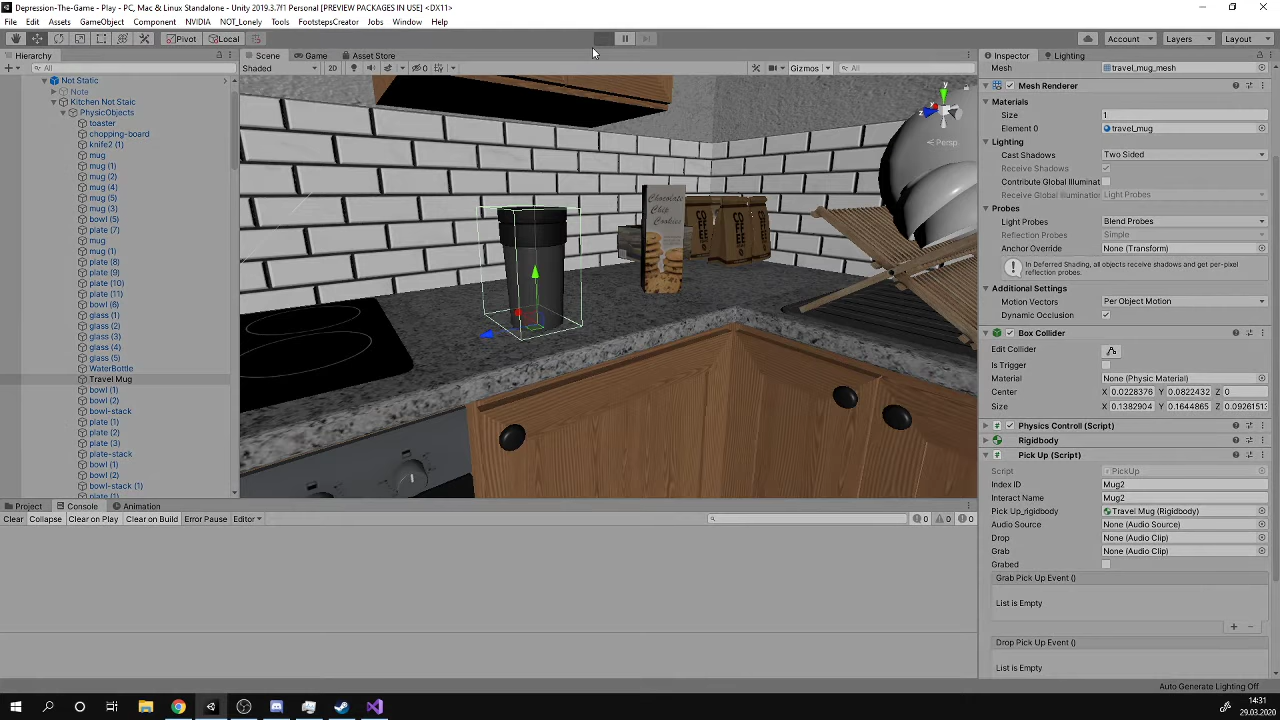 Depression-The-Game - Play - PC, Mac & Linux Standalone - Unity 2019.3.7f1 Personal [PREVIEW PACKAGES IN USE] <DX11>
File Edit Assets GameObject Component NVIDIA NOT_Lonely Tools FootstepsCreator Jobs Window Help
Pivot Local Account Layers Layout
Hierarchy
All
Not Static
Note
Kitchen Not Staic
PhysicObjects
toaster
chopping-board
knife2 (1)
mug
mug (1)
mug (2)
mug (4)
mug (5)
mug (3)
bowl (5)
plate (7)
mug
mug (1)
plate (8)
plate (9)
plate (10)
plate (11)
bowl (6)
glass (1)
glass (2)
glass (3)
glass (4)
glass (5)
WaterBottle
Travel Mug
bowl (1)
bowl (2)
bowl-stack
plate (1)
plate (2)
plate (3)
plate-stack
bowl (1)
bowl (2)
bowl-stack (1)
plate (1)
Scene Game Asset Store
Shaded 2D 0 Gizmos All
y
z
Persp
Chocolate
Chip
Cookies
COFFEE
Inspector Lighting
Mesh travel_mug_mesh
Mesh Renderer
Materials
Size 1
Element 0 travel_mug
Lighting
Cast Shadows Two Sided
Receive Shadows
Contribute Global Illuminat
Receive Global Illumination Light Probes
Probes
Light Probes Blend Probes
Reflection Probes Simple
Anchor Override None (Transform)
In Deferred Shading, all objects receive shadows and get per-pixel
reflection probes.
Additional Settings
Motion Vectors Per Object Motion
Dynamic Occlusion
Box Collider
Edit Collider
Is Trigger
Material None (Physic Material)
Center X 0.0228376 Y 0.0822432 Z 0
Size X 0.1382904 Y 0.1644865 Z 0.0926151
Physics Controll (Script)
Rigidbody
Pick Up (Script)
Script PickUp
Index ID Mug2
Interact Name Mug2
Pick Up_rigidbody Travel Mug (Rigidbody)
Audio Source None (Audio Source)
Drop None (Audio Clip)
Grab None (Audio Clip)
Grabed
Grab Pick Up Event ()
List is Empty
Drop Pick Up Event ()
List is Empty
Project Console Animation
Clear Collapse Clear on Play Clear on Build Error Pause Editor 0 0 0
Auto Generate Lighting Off
14:31
29.03.2020